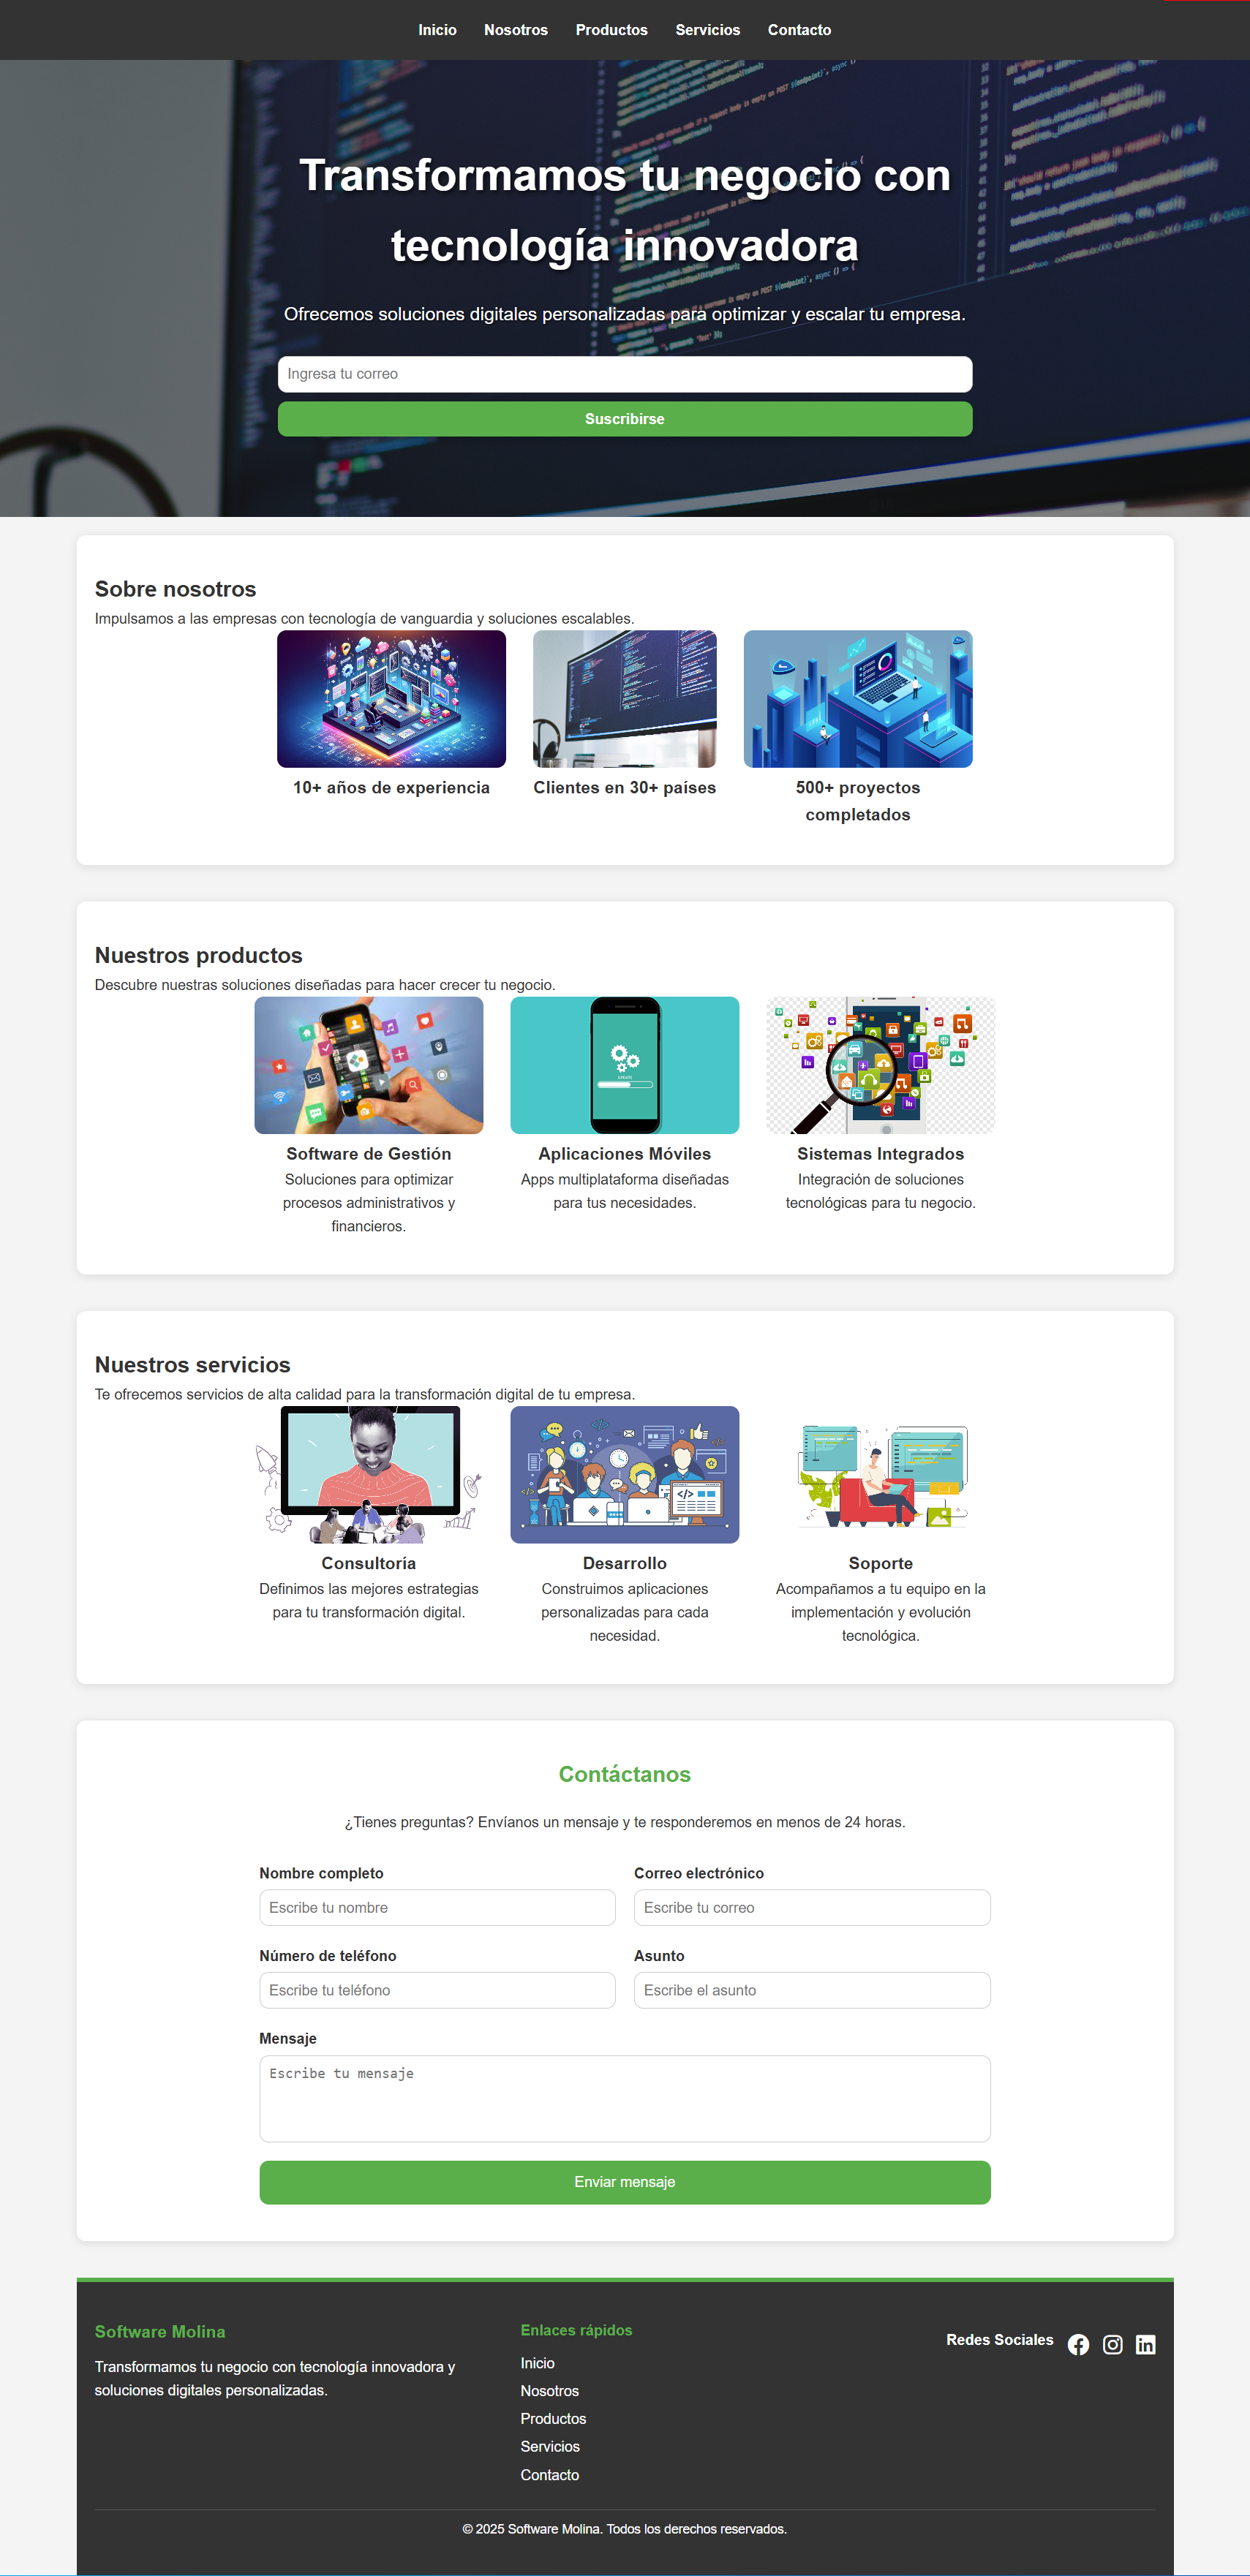 Inicio Nosotros Productos Servicios Contacto
Transformamos tu negocio con
tecnología innovadora
Ofrecemos soluciones digitales personalizadas para optimizar y escalar tu empresa.
Ingresa tu correo
Suscribirse
Sobre nosotros
Impulsamos a las empresas con tecnología de vanguardia y soluciones escalables.
10+ años de experiencia
Clientes en 30+ países
500+ proyectos
completados
Nuestros productos
Descubre nuestras soluciones diseñadas para hacer crecer tu negocio.
Software de Gestión
Soluciones para optimizar
procesos administrativos y
financieros.
Aplicaciones Móviles
Apps multiplataforma diseñadas
para tus necesidades.
Sistemas Integrados
Integración de soluciones
tecnológicas para tu negocio.
Nuestros servicios
Te ofrecemos servicios de alta calidad para la transformación digital de tu empresa.
Consultoría
Definimos las mejores estrategias
para tu transformación digital.
Desarrollo
Construimos aplicaciones
personalizadas para cada
necesidad.
Soporte
Acompañamos a tu equipo en la
implementación y evolución
tecnológica.
Contáctanos
¿Tienes preguntas? Envíanos un mensaje y te responderemos en menos de 24 horas.
Nombre completo
Escribe tu nombre
Correo electrónico
Escribe tu correo
Número de teléfono
Escribe tu teléfono
Asunto
Escribe el asunto
Mensaje
Escribe tu mensaje
Enviar mensaje
Software Molina
Transformamos tu negocio con tecnología innovadora y
soluciones digitales personalizadas.
Enlaces rápidos
Inicio
Nosotros
Productos
Servicios
Contacto
Redes Sociales
© 2025 Software Molina. Todos los derechos reservados.